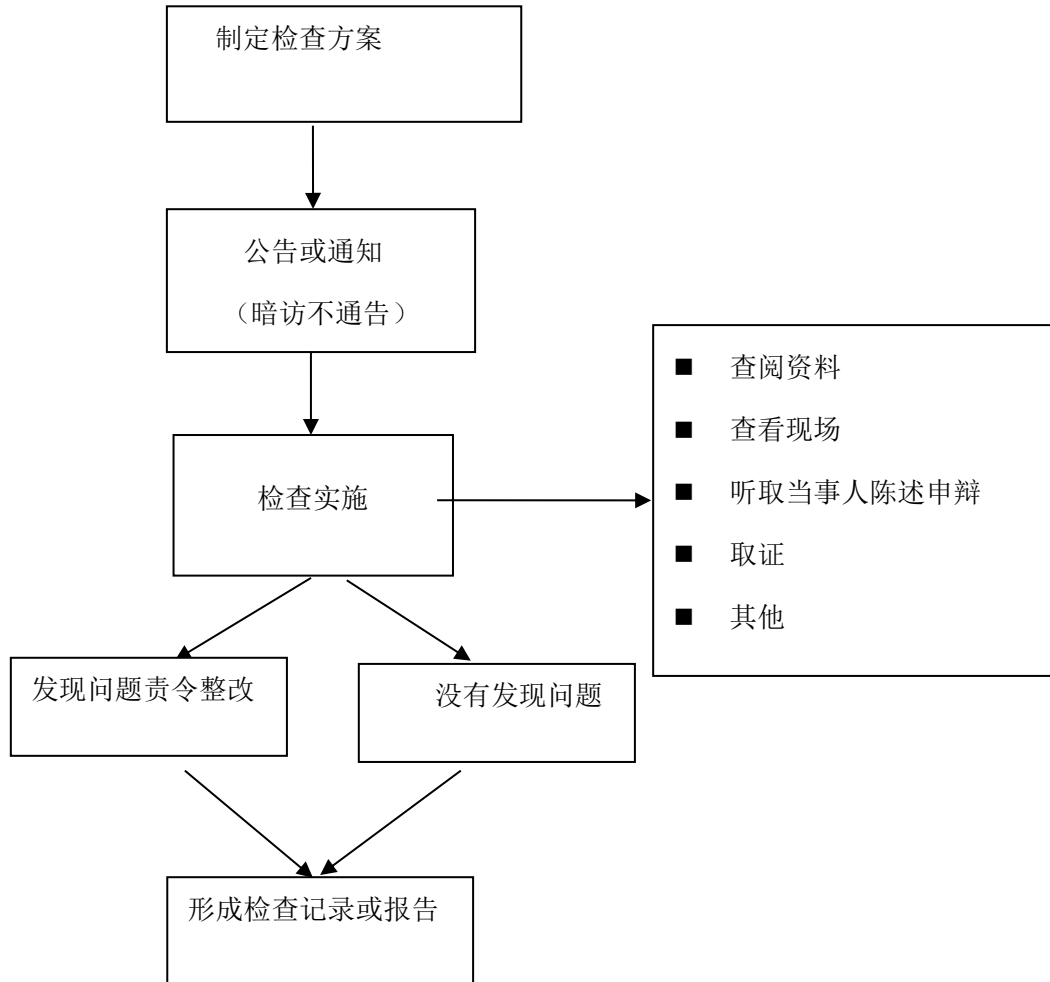 制定检查方案
公告或通知
（暗访不通告）
检查实施
■ 查阅资料
■ 查看现场
■ 听取当事人陈述申辩
■ 取证
■ 其他
发现问题责令整改
没有发现问题
形成检查记录或报告